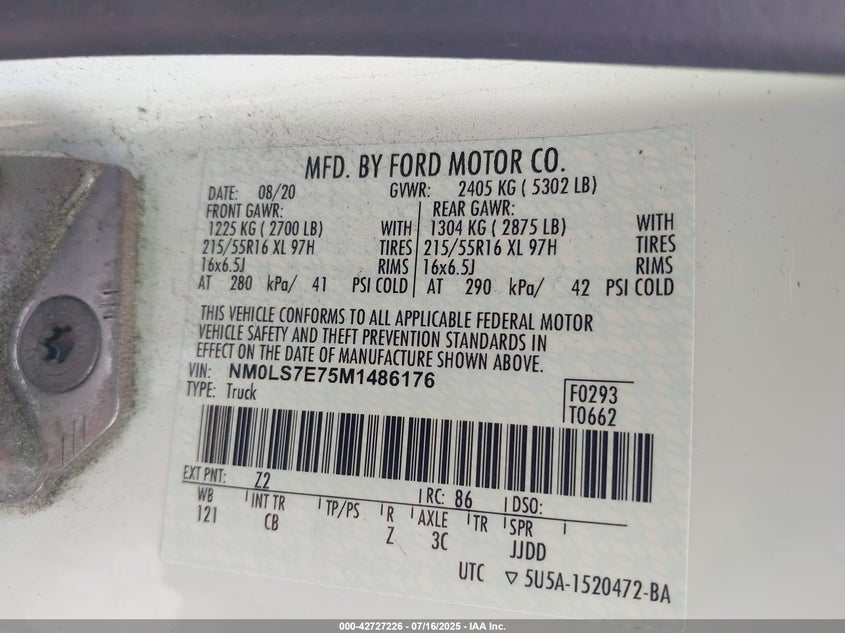 MFD. BY FORD MOTOR CO.
DATE: 08/20 GVWR: 2405 KG ( 5302 LB)
FRONT GAWR: REAR GAWR:
1225 KG ( 2700 LB) WITH 1304 KG ( 2875 LB) WITH
215/55R16 XL 97H TIRES 215/55R16 XL 97H TIRES
16x6.5J RIMS 16x6.5J RIMS
AT 280 kPa/ 41 PSI COLD AT 290 kPa/ 42 PSI COLD
THIS VEHICLE CONFORMS TO ALL APPLICABLE FEDERAL MOTOR
VEHICLE SAFETY AND THEFT PREVENTION STANDARDS IN
EFFECT ON THE DATE OF MANUFACTURE SHOWN ABOVE.
VIN: NM0LS7E75M1486176
TYPE: Truck
F0293
T0662
EXT PNT: Z2 RC: 86 DSO:
WB INT TR TP/PS R AXLE TR SPR
121 CB Z 3C JJDD
UTC ▽ 5U5A-1520472-BA
000-42727226 - 07/16/2025 - IAA Inc.